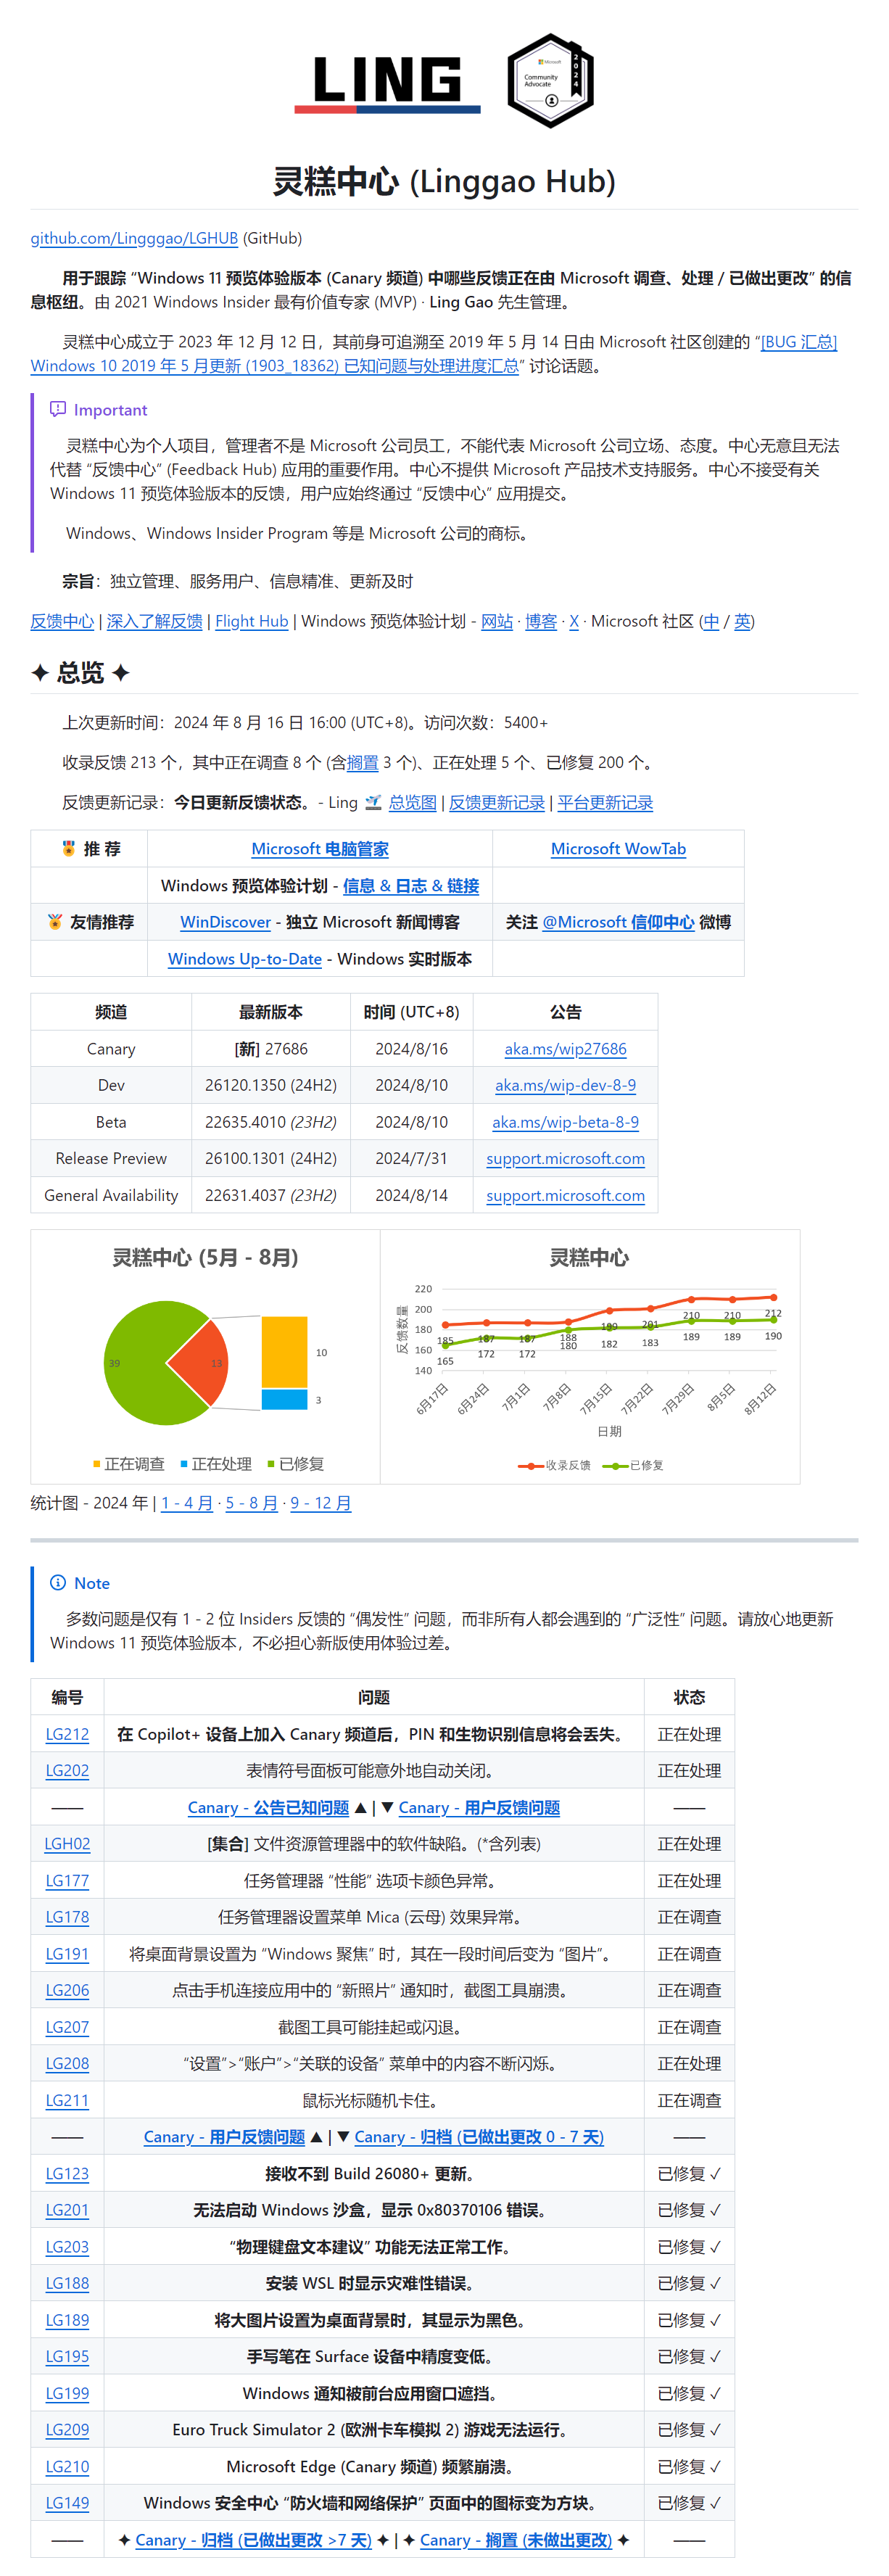 LING
Microsoft
Community
Advocate
2024
灵糕中心 (Linggao Hub)
github.com/Lingggao/LGHUB (GitHub)
用于跟踪 “Windows 11 预览体验版本 (Canary 频道) 中哪些反馈正在由 Microsoft 调查、处理 / 已做出更改” 的信
息枢纽。由 2021 Windows Insider 最有价值专家 (MVP) · Ling Gao 先生管理。
灵糕中心成立于 2023 年 12 月 12 日，其前身可追溯至 2019 年 5 月 14 日由 Microsoft 社区创建的 “[BUG 汇总]
Windows 10 2019 年 5 月更新 (1903_18362) 已知问题与处理进度汇总” 讨论话题。
Important
灵糕中心为个人项目，管理者不是 Microsoft 公司员工，不能代表 Microsoft 公司立场、态度。中心无意且无法
代替 “反馈中心” (Feedback Hub) 应用的重要作用。中心不提供 Microsoft 产品技术支持服务。中心不接受有关
Windows 11 预览体验版本的反馈，用户应始终通过 “反馈中心” 应用提交。
Windows、Windows Insider Program 等是 Microsoft 公司的商标。
宗旨：独立管理、服务用户、信息精准、更新及时
反馈中心 | 深入了解反馈 | Flight Hub | Windows 预览体验计划 - 网站 · 博客 · X · Microsoft 社区 (中 / 英)
✦ 总览 ✦
上次更新时间：2024 年 8 月 16 日 16:00 (UTC+8)。访问次数：5400+
收录反馈 213 个，其中正在调查 8 个 (含搁置 3 个)、正在处理 5 个、已修复 200 个。
反馈更新记录：今日更新反馈状态。- Ling 🛫 总览图 | 反馈更新记录 | 平台更新记录
🏅 推 荐 Microsoft 电脑管家 Microsoft WowTab
Windows 预览体验计划 - 信息 & 日志 & 链接
🏅 友情推荐 WinDiscover - 独立 Microsoft 新闻博客 关注 @Microsoft 信仰中心 微博
Windows Up-to-Date - Windows 实时版本
频道 最新版本 时间 (UTC+8) 公告
Canary [新] 27686 2024/8/16 aka.ms/wip27686
Dev 26120.1350 (24H2) 2024/8/10 aka.ms/wip-dev-8-9
Beta 22635.4010 (23H2) 2024/8/10 aka.ms/wip-beta-8-9
Release Preview 26100.1301 (24H2) 2024/7/31 support.microsoft.com
General Availability 22631.4037 (23H2) 2024/8/14 support.microsoft.com
灵糕中心 (5月 - 8月)
39 13 10 3
正在调查 正在处理 已修复
灵糕中心
反馈数量
220
200
180
160
140
185 187 187 188 199 201 210 210 212
165 172 172 180 182 183 189 189 190
6月17日 6月24日 7月1日 7月8日 7月15日 7月22日 7月29日 8月5日 8月12日
日期
收录反馈 已修复
统计图 - 2024 年 | 1 - 4 月 · 5 - 8 月 · 9 - 12 月
Note
多数问题是仅有 1 - 2 位 Insiders 反馈的 “偶发性” 问题，而非所有人都会遇到的 “广泛性” 问题。请放心地更新
Windows 11 预览体验版本，不必担心新版使用体验过差。
编号 问题 状态
LG212 在 Copilot+ 设备上加入 Canary 频道后，PIN 和生物识别信息将会丢失。 正在处理
LG202 表情符号面板可能意外地自动关闭。 正在处理
—— Canary - 公告已知问题 ▲ | ▼ Canary - 用户反馈问题 ——
LGH02 [集合] 文件资源管理器中的软件缺陷。(*含列表) 正在处理
LG177 任务管理器 “性能” 选项卡颜色异常。 正在处理
LG178 任务管理器设置菜单 Mica (云母) 效果异常。 正在调查
LG191 将桌面背景设置为 “Windows 聚焦” 时，其在一段时间后变为 “图片”。 正在调查
LG206 点击手机连接应用中的 “新照片” 通知时，截图工具崩溃。 正在调查
LG207 截图工具可能挂起或闪退。 正在调查
LG208 “设置”>“账户”>“关联的设备” 菜单中的内容不断闪烁。 正在处理
LG211 鼠标光标随机卡住。 正在调查
—— Canary - 用户反馈问题 ▲ | ▼ Canary - 归档 (已做出更改 0 - 7 天) ——
LG123 接收不到 Build 26080+ 更新。 已修复 ✓
LG201 无法启动 Windows 沙盒，显示 0x80370106 错误。 已修复 ✓
LG203 “物理键盘文本建议” 功能无法正常工作。 已修复 ✓
LG188 安装 WSL 时显示灾难性错误。 已修复 ✓
LG189 将大图片设置为桌面背景时，其显示为黑色。 已修复 ✓
LG195 手写笔在 Surface 设备中精度变低。 已修复 ✓
LG199 Windows 通知被前台应用窗口遮挡。 已修复 ✓
LG209 Euro Truck Simulator 2 (欧洲卡车模拟 2) 游戏无法运行。 已修复 ✓
LG210 Microsoft Edge (Canary 频道) 频繁崩溃。 已修复 ✓
LG149 Windows 安全中心 “防火墙和网络保护” 页面中的图标变为方块。 已修复 ✓
—— ✦ Canary - 归档 (已做出更改 >7 天) ✦ | ✦ Canary - 搁置 (未做出更改) ✦ ——